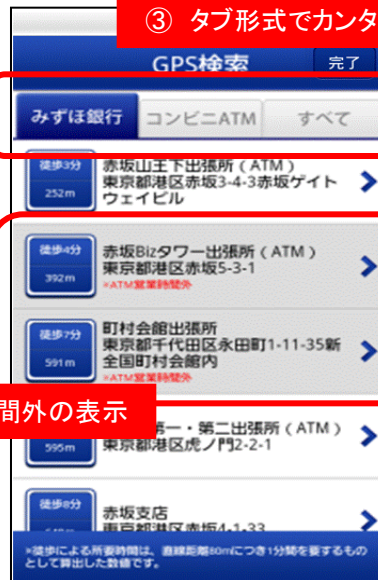 ③ タブ形式でカンタ
GPS検索
完了
みずほ銀行
コンビニATM
すべて
徒歩3分
252m
赤坂山王下出張所(ATM)
東京都港区赤坂3-4-3赤坂ゲイト
ウェイビル
徒歩4分
392m
赤坂Bizタワー出張所(ATM)
東京都港区赤坂5-3-1
※ATM営業時間外
徒歩7分
591m
町村会館出張所
東京都千代田区永田町1-11-35新
全国町村会館内
※ATM営業時間外
間外の表示
595m
第一・第二出張所(ATM)
東京都港区虎ノ門2-2-1
徒歩8分
赤坂支店
東京都港区赤坂4-1-33
※徒歩による所要時間は、直線距離80mにつき1分間を要するもの
として算出した数値です。